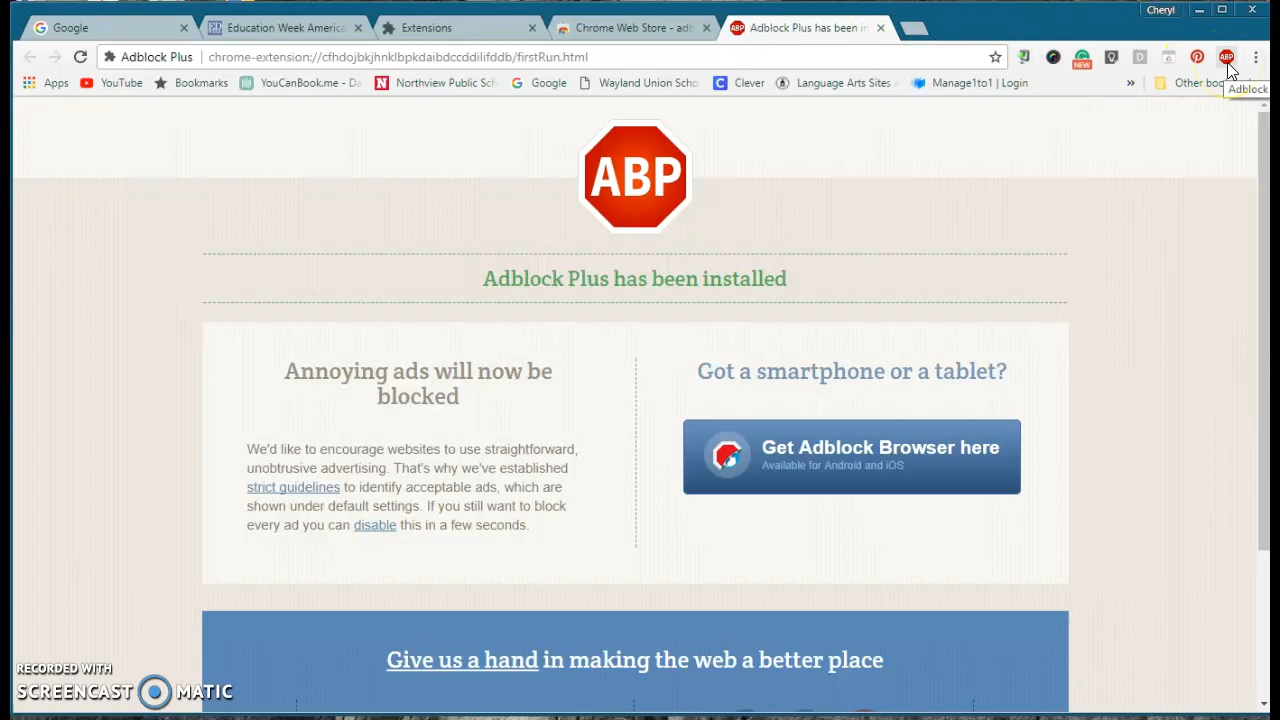 Cheryl
Google
Education Week America
Extensions
Chrome Web Store - adb
Adblock Plus has been in
Adblock Plus
chrome-extension://cfhdojbkjhnklbpkdaibdccddilifddb/firstRun.html
NEW
D
ABP
Apps
YouTube
Bookmarks
YouCanBook.me - Da
Northview Public Sch
Google
Wayland Union Scho
Clever
Language Arts Sites
Manage1to1 | Login
»
Other boo
Adblock
ABP
Adblock Plus has been installed
Annoying ads will now be
blocked
We'd like to encourage websites to use straightforward,
unobtrusive advertising. That's why we've established
strict guidelines to identify acceptable ads, which are
shown under default settings. If you still want to block
every ad you can disable this in a few seconds.
Got a smartphone or a tablet?
Get Adblock Browser here
Available for Android and iOS
Give us a hand in making the web a better place
RECORDED WITH
SCREENCAST MATIC